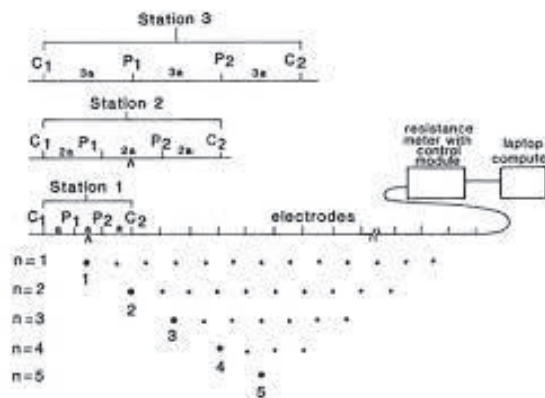 Station 3
C1 P1 P2 C2
3a 3a 3a
Station 2
C1 P1 P2 C2
2a 2a 2a
resistance
meter with
control
module
laptop
compute
Station 1
C1 P1 P2 C2
a a a
electrodes
n=1
1
n=2
2
n=3
3
n=4
4
n=5
5